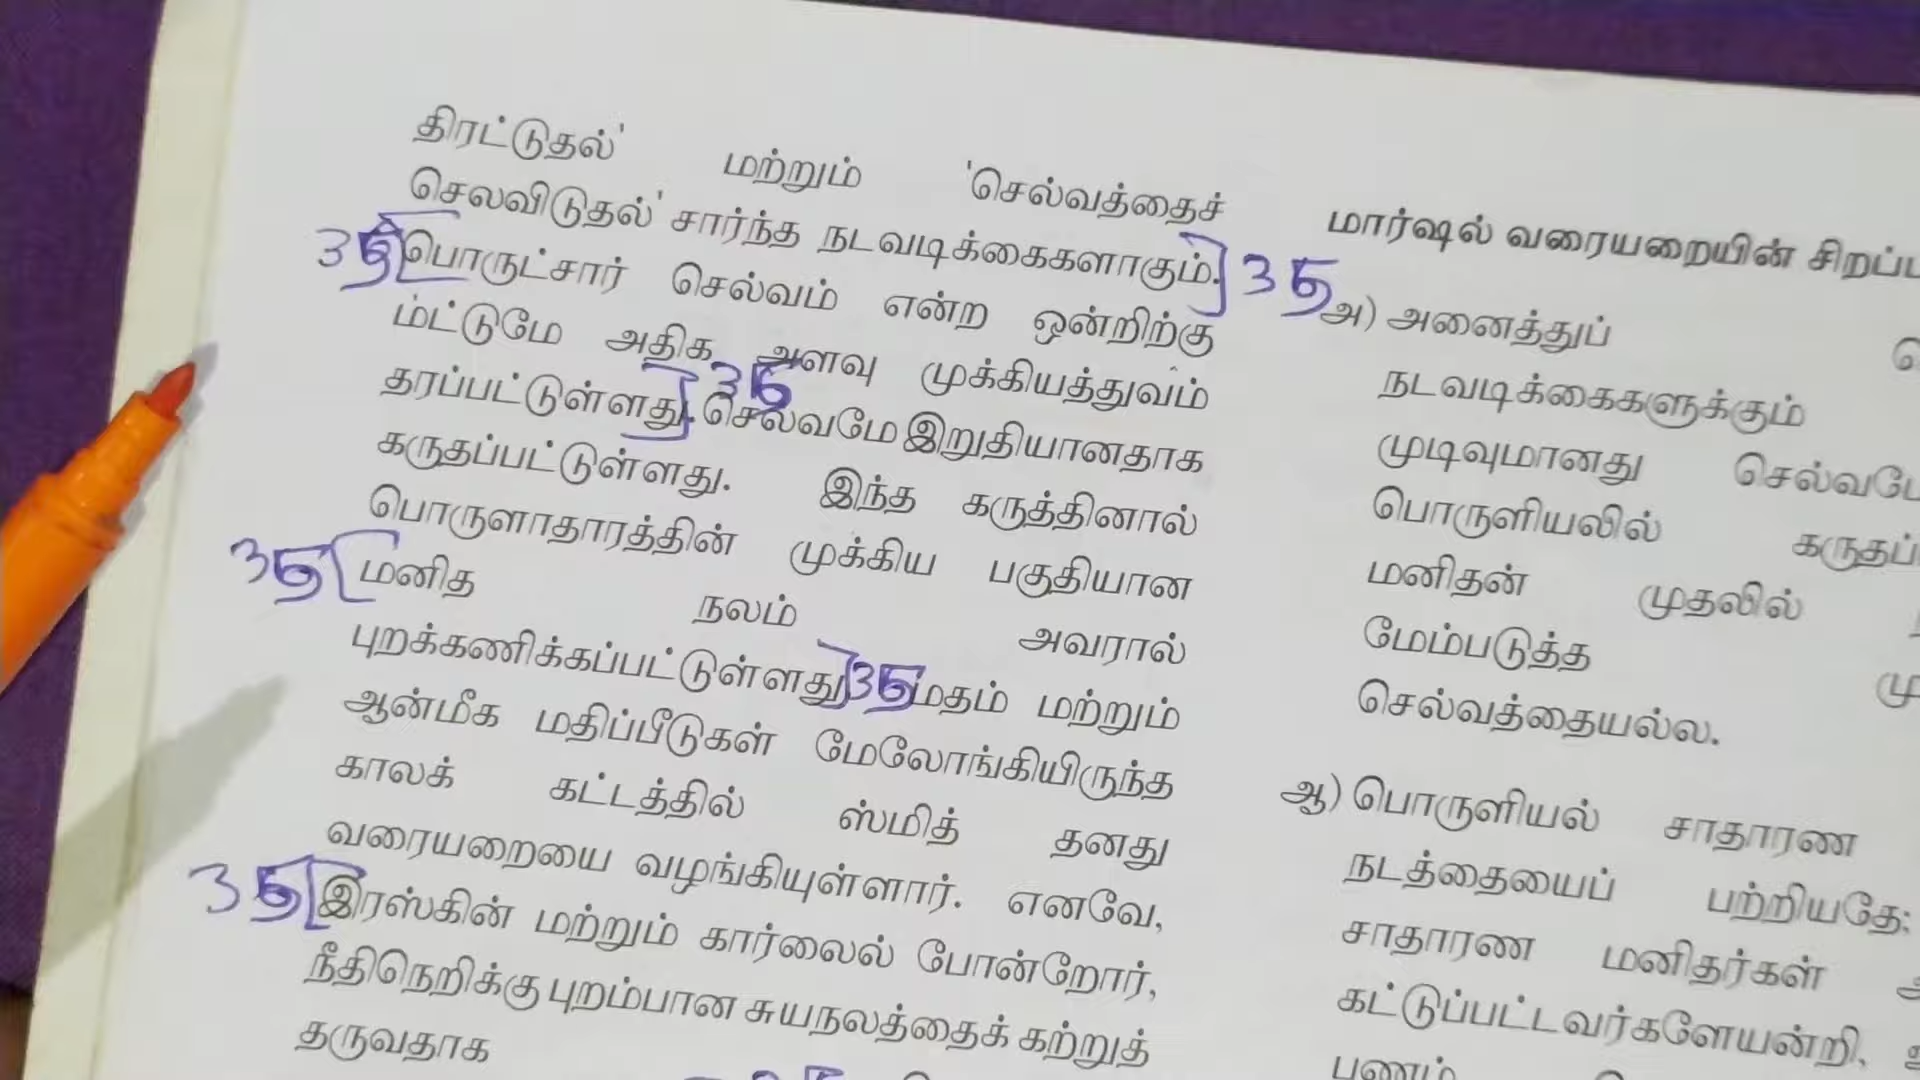 திரட்டுதல்' மற்றும் 'செல்வத்தைச்
செலவிடுதல்' சார்ந்த நடவடிக்கைகளாகும். 35
35 பொருட்சார் செல்வம் என்ற ஒன்றிற்கு
மட்டுமே அதிக அளவு முக்கியத்துவம்
தரப்பட்டுள்ளது. 35 செல்வமே இறுதியானதாக
கருதப்பட்டுள்ளது. இந்த கருத்தினால்
பொருளாதாரத்தின் முக்கிய பகுதியான
35 மனித நலம் அவரால்
புறக்கணிக்கப்பட்டுள்ளது 35 மதம் மற்றும்
ஆன்மீக மதிப்பீடுகள் மேலோங்கியிருந்த
காலக் கட்டத்தில் ஸ்மித் தனது
வரையறையை வழங்கியுள்ளார். எனவே,
35 இரஸ்கின் மற்றும் கார்லைல் போன்றோர்,
நீதிநெறிக்கு புறம்பான சுயநலத்தைக் கற்றுத்
தருவதாக
மார்ஷல் வரையறையின்
அ) அனைத்துப்
நடவடிக்கைகளுக்கும்
முடிவுமானது
பொருளியலில்
மனிதன் முதலில்
மேம்படுத்த
செல்வத்தையல்ல.
ஆ) பொருளியல் சாதாரண
நடத்தையைப் பற்றியதே;
சாதாரண மனிதர்கள்
கட்டுப்பட்டவர்களேயன்றி,
பணம்